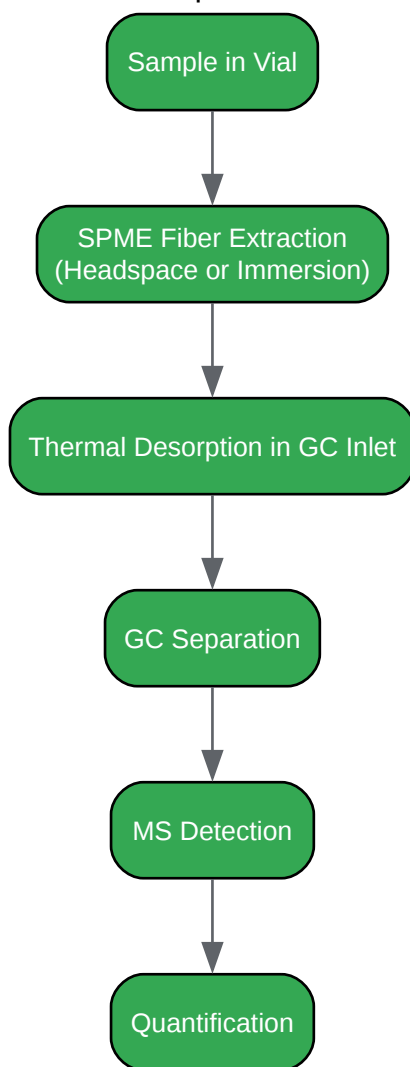 Sample in Vial
SPME Fiber Extraction
(Headspace or Immersion)
Thermal Desorption in GC Inlet
GC Separation
MS Detection
Quantification